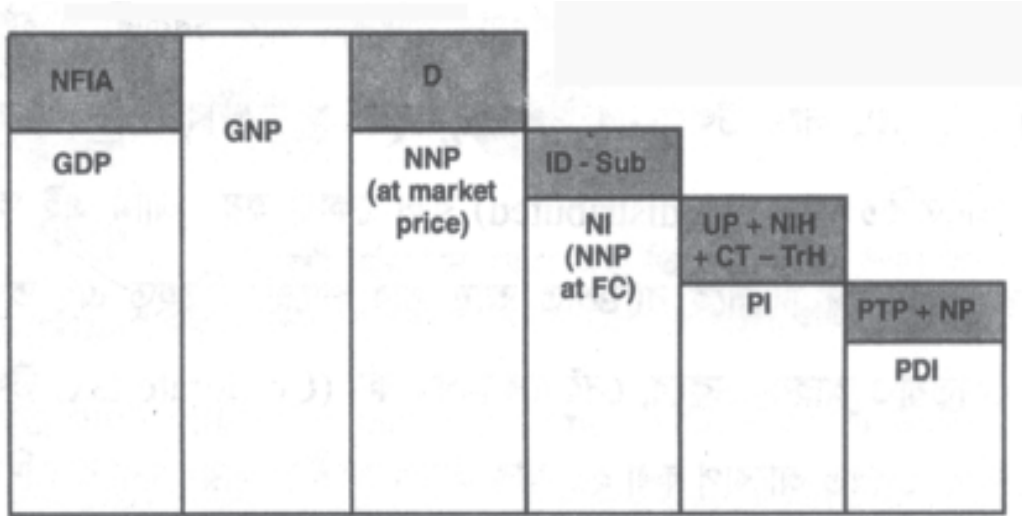 NFIA
GDP
GNP
D
NNP
(at market
price)
ID - Sub
NI
(NNP
at FC)
UP + NIH
+ CT – TrH
PI
PTP + NP
PDI